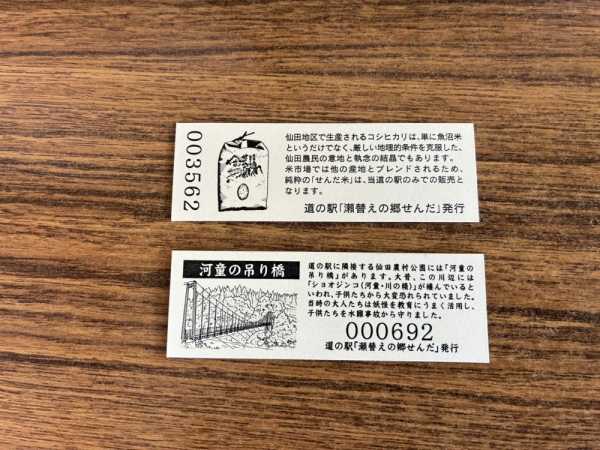 003562
仙田地区で生産されるコシヒカリは、単に魚沼米
というだけでなく、厳しい地理的条件を克服した、
仙田農民の意地と執念の結晶でもあります。
米市場では他の産地とブレンドされるため、
純粋の「せんだ米」は、当道の駅のみでの販売と
なります。
道の駅「瀬替えの郷せんだ」発行
河童の吊り橋
道の駅に隣接する仙田農村公園には「河童の
吊り橋」があります。大昔、この川辺には
「ショオジンコ(河童・川の機)」が棲んでいると
いわれ、子供たちから大変恐れられていました。
当時の大人たちは妖怪を教育にうまく活用し、
子供たちを水難事故から守りました。
000692
道の駅「瀬替えの郷せんだ」発行